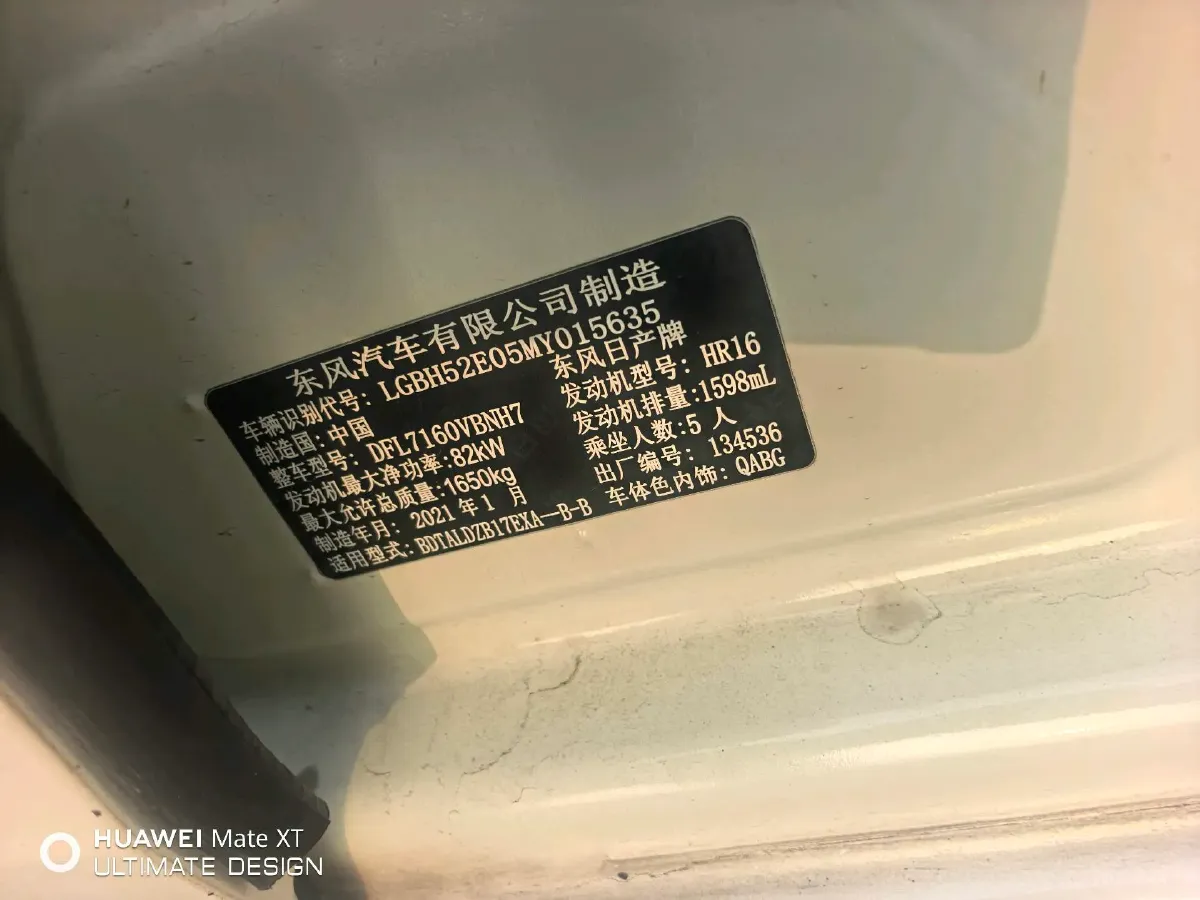 东风汽车有限公司制造
车辆识别代号: LGBH52E05MY015635
制造国: 中国 东风日产牌
整车型号: DFL7160VBNH7 发动机型号: HR16
发动机最大净功率:82kW 发动机排量:1598mL
最大允许总质量:1650kg 乘坐人数:5 人
制造年月: 2021 年 1 月 出厂编号: 134536
适用型式: BDTALDZB17EXA—B-B 车体色内饰: QABG
HUAWEI Mate XT
ULTIMATE DESIGN